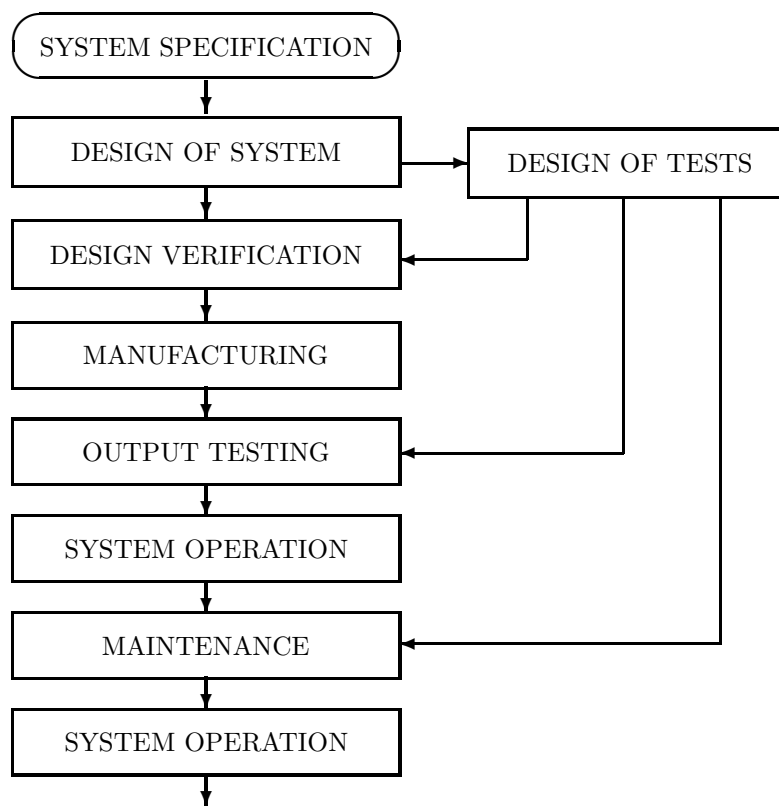 SYSTEM SPECIFICATION
DESIGN OF SYSTEM
DESIGN OF TESTS
DESIGN VERIFICATION
MANUFACTURING
OUTPUT TESTING
SYSTEM OPERATION
MAINTENANCE
SYSTEM OPERATION